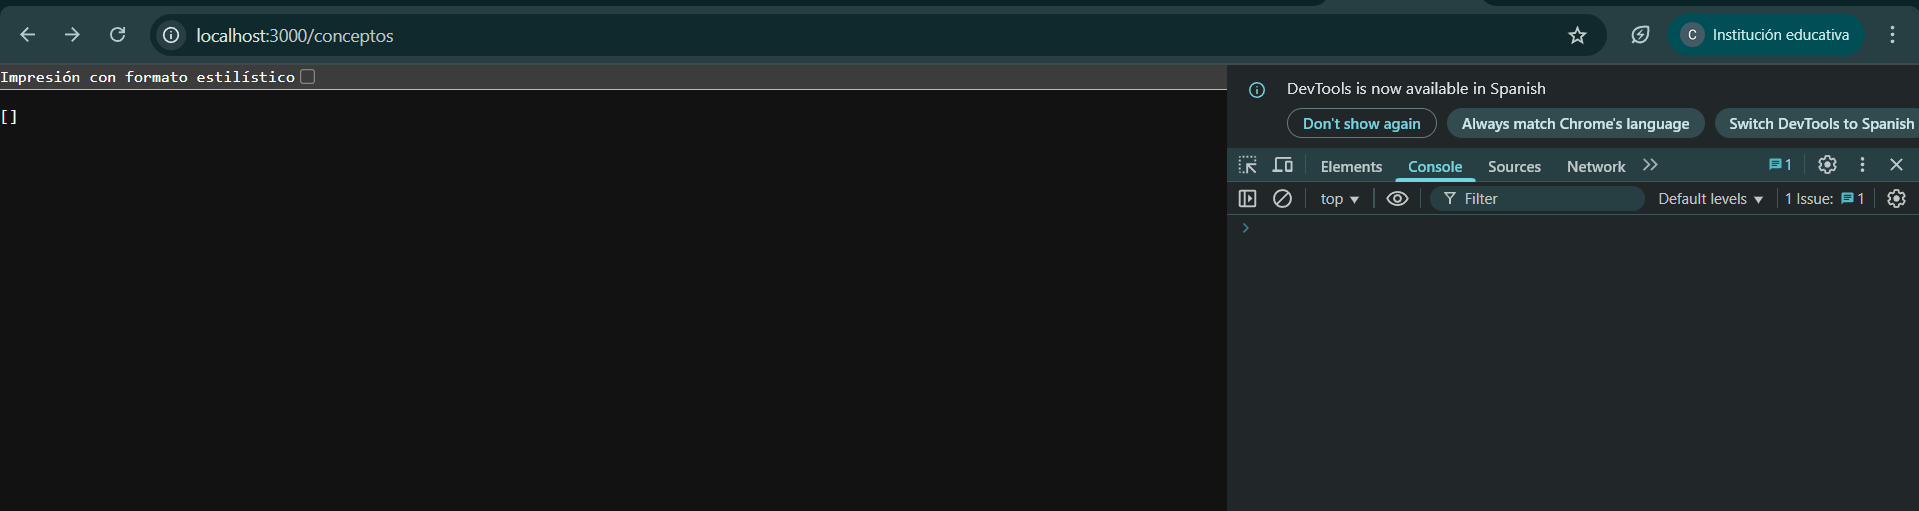 localhost:3000/conceptos
C Institución educativa
Impresión con formato estilístico
[]
DevTools is now available in Spanish
Don't show again Always match Chrome's language Switch DevTools to Spanish
Elements Console Sources Network 1
top Filter Default levels 1 Issue: 1